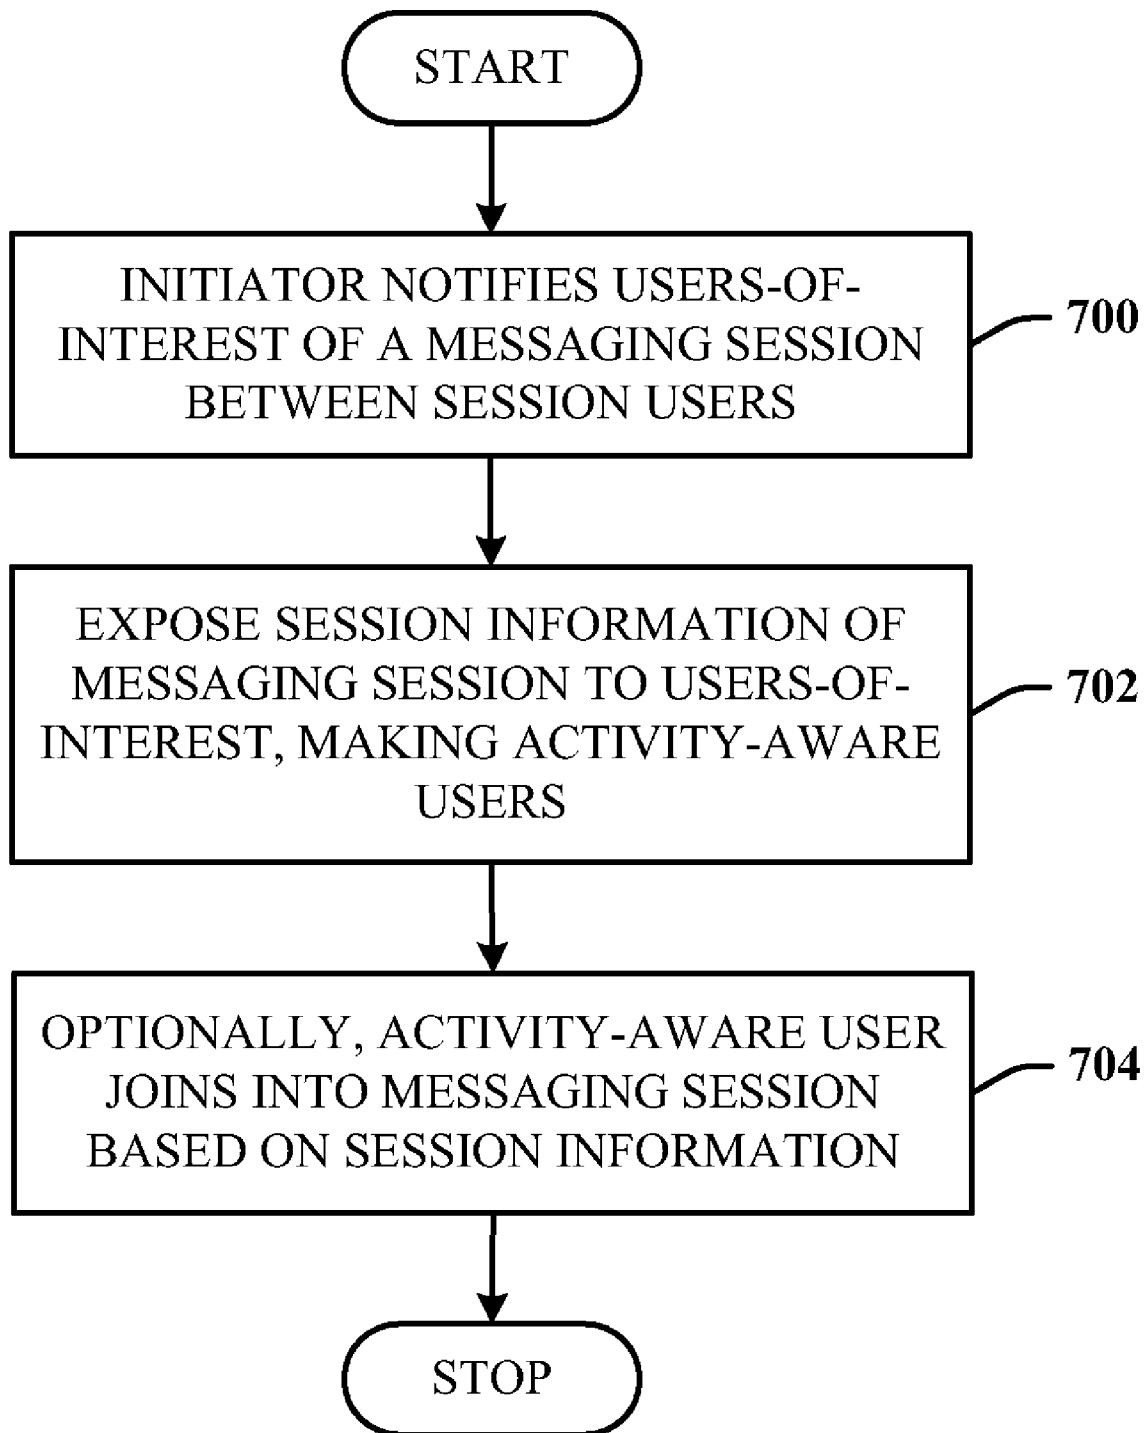 START
INITIATOR NOTIFIES USERS-OF-
INTEREST OF A MESSAGING SESSION
BETWEEN SESSION USERS
700
EXPOSE SESSION INFORMATION OF
MESSAGING SESSION TO USERS-OF-
INTEREST, MAKING ACTIVITY-AWARE
USERS
702
OPTIONALLY, ACTIVITY-AWARE USER
JOINS INTO MESSAGING SESSION
BASED ON SESSION INFORMATION
704
STOP